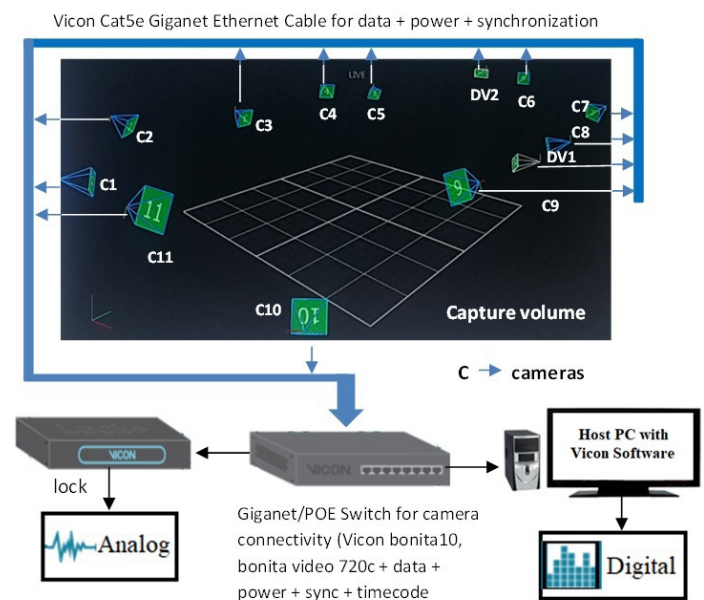 Vicon Cat5e Giganet Ethernet Cable for data + power + synchronization
LIVE
C2
C3
C4
C5
DV2
C6
C7
C8
DV1
C1
C9
9
11
C11
C10
10
Capture volume
C → cameras
VICON
lock
Analog
VICON
Host PC with
Vicon Software
Giganet/POE Switch for camera
connectivity (Vicon bonita10,
bonita video 720c + data +
power + sync + timecode
Digital